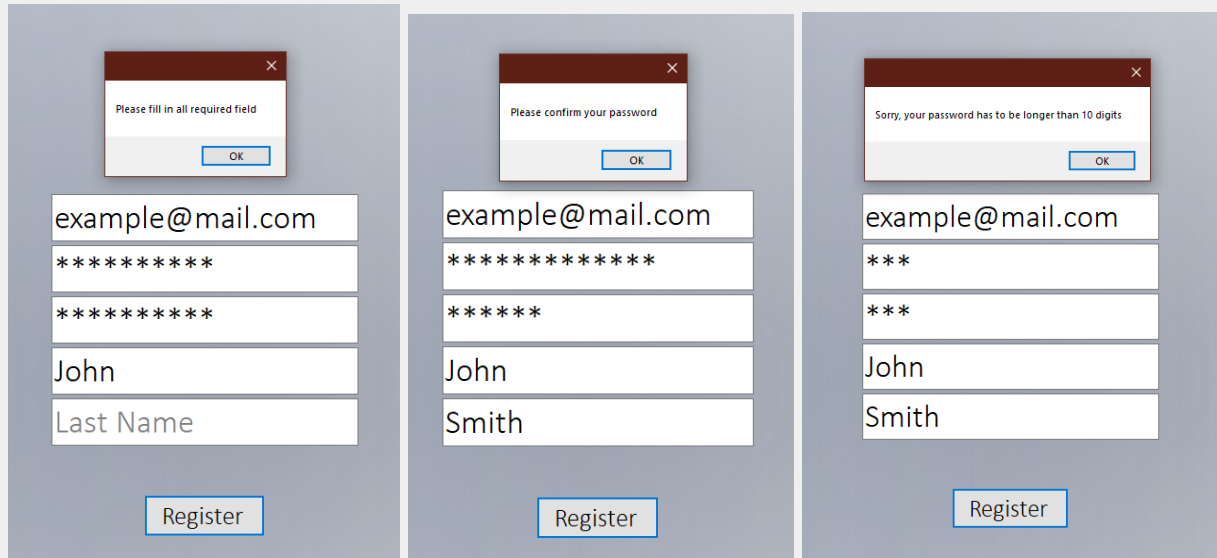 Please fill in all required field
OK
example@mail.com
**********
**********
John
Last Name
Register
Please confirm your password
OK
example@mail.com
*************
******
John
Smith
Register
Sorry, your password has to be longer than 10 digits
OK
example@mail.com
***
***
John
Smith
Register